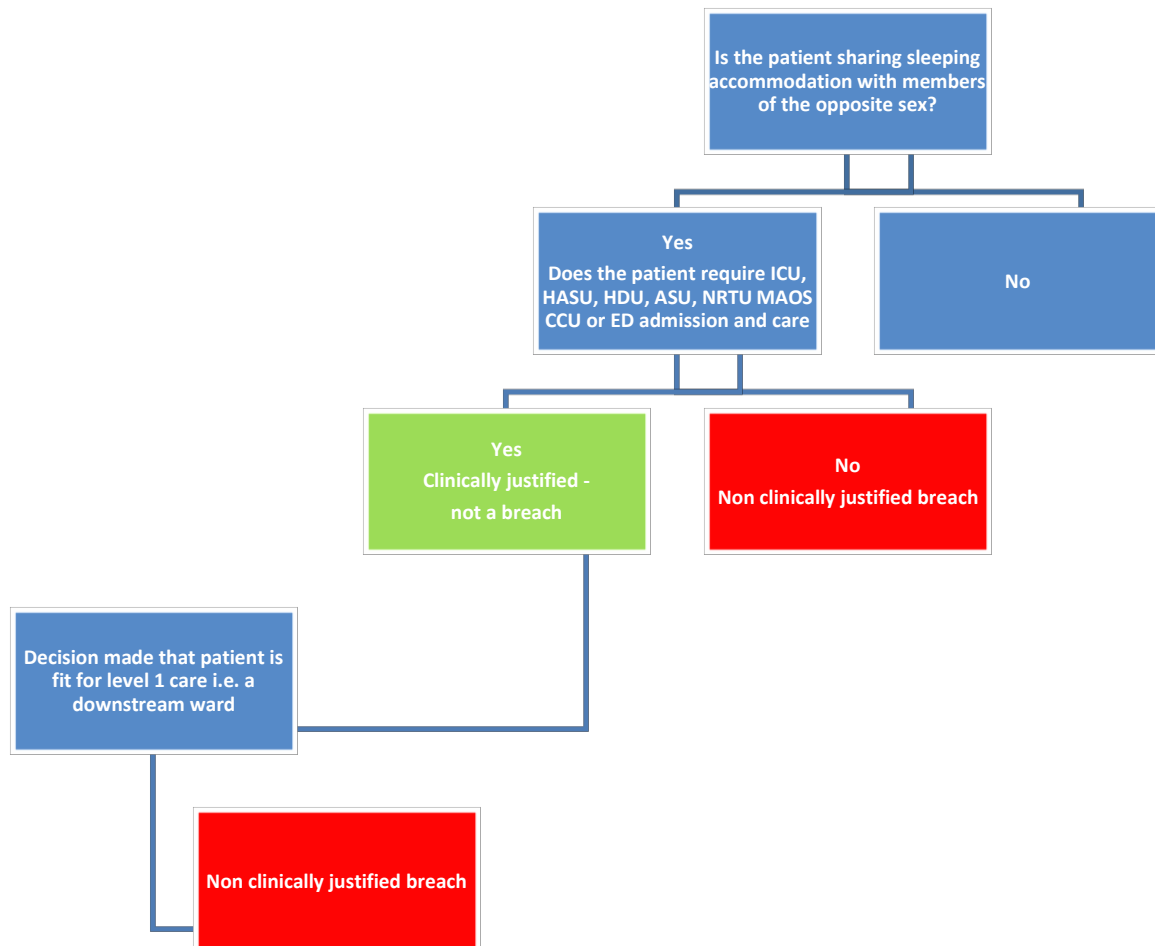 Is the patient sharing sleeping
accommodation with members
of the opposite sex?
Yes
Does the patient require ICU,
HASU, HDU, ASU, NRTU MAOS
CCU or ED admission and care
No
Yes
Clinically justified -
not a breach
No
Non clinically justified breach
Decision made that patient is
fit for level 1 care i.e. a
downstream ward
Non clinically justified breach